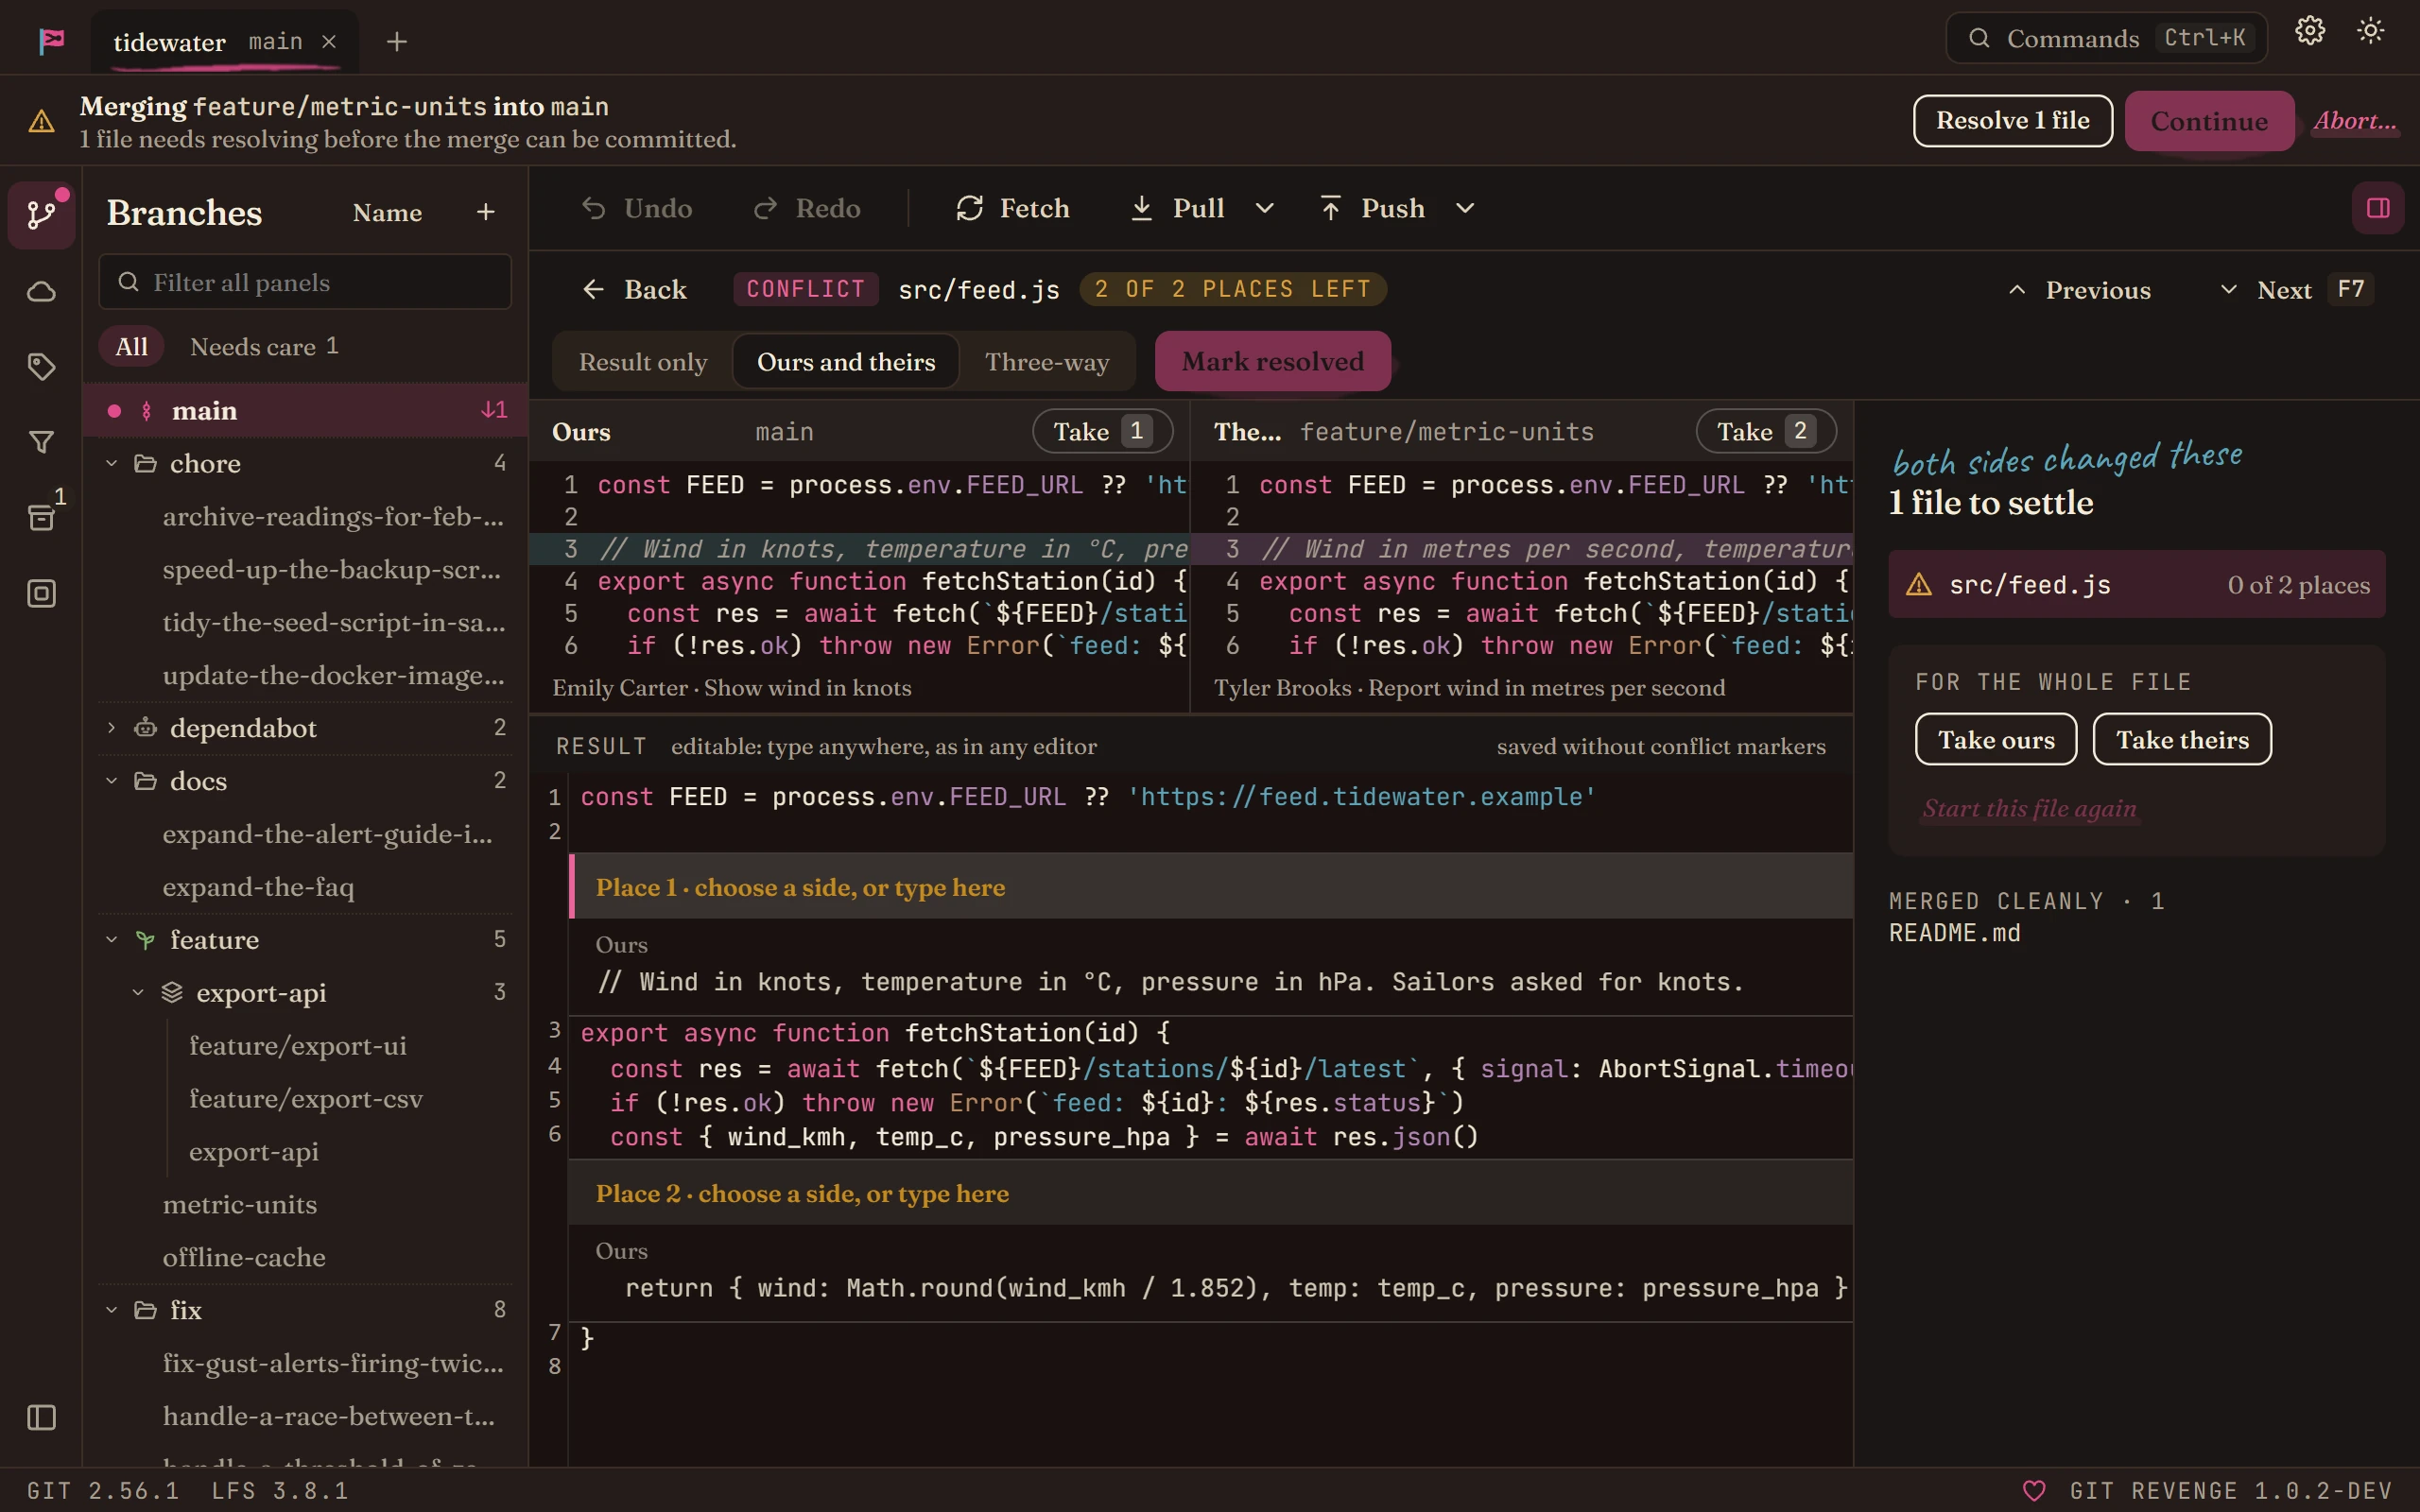 tidewater main
Commands Ctrl+K
Merging feature/metric-units into main
1 file needs resolving before the merge can be committed.
Resolve 1 file Continue Abort...
Branches Name
Undo Redo Fetch Pull Push
Filter all panels
Back CONFLICT src/feed.js 2 OF 2 PLACES LEFT Previous Next F7
All Needs care 1
Result only Ours and theirs Three-way Mark resolved
main ↓1
chore 4
archive-readings-for-feb-...
speed-up-the-backup-scr...
tidy-the-seed-script-in-sa...
update-the-docker-image...
dependabot 2
docs 2
expand-the-alert-guide-i...
expand-the-faq
feature 5
export-api 3
feature/export-ui
feature/export-csv
export-api
metric-units
offline-cache
fix 8
fix-gust-alerts-firing-twic...
handle-a-race-between-t...
1
Ours main Take 1
1 const FEED = process.env.FEED_URL ?? 'ht
2
3 // Wind in knots, temperature in °C, pre
4 export async function fetchStation(id) {
5 const res = await fetch(`${FEED}/stati
6 if (!res.ok) throw new Error(`feed: ${
Emily Carter · Show wind in knots
The... feature/metric-units Take 2
1 const FEED = process.env.FEED_URL ?? 'ht
2
3 // Wind in metres per second, temperatur
4 export async function fetchStation(id) {
5 const res = await fetch(`${FEED}/stati
6 if (!res.ok) throw new Error(`feed: ${
Tyler Brooks · Report wind in metres per second
RESULT editable: type anywhere, as in any editor saved without conflict markers
1 const FEED = process.env.FEED_URL ?? 'https://feed.tidewater.example'
2
Place 1 · choose a side, or type here
Ours
// Wind in knots, temperature in °C, pressure in hPa. Sailors asked for knots.
3 export async function fetchStation(id) {
4 const res = await fetch(`${FEED}/stations/${id}/latest`, { signal: AbortSignal.timeou
5 if (!res.ok) throw new Error(`feed: ${id}: ${res.status}`)
6 const { wind_kmh, temp_c, pressure_hpa } = await res.json()
Place 2 · choose a side, or type here
Ours
return { wind: Math.round(wind_kmh / 1.852), temp: temp_c, pressure: pressure_hpa }
7 }
8
both sides changed these
1 file to settle
src/feed.js 0 of 2 places
FOR THE WHOLE FILE
Take ours Take theirs
Start this file again
MERGED CLEANLY · 1
README.md
GIT 2.56.1 LFS 3.8.1
GIT REVENGE 1.0.2-DEV